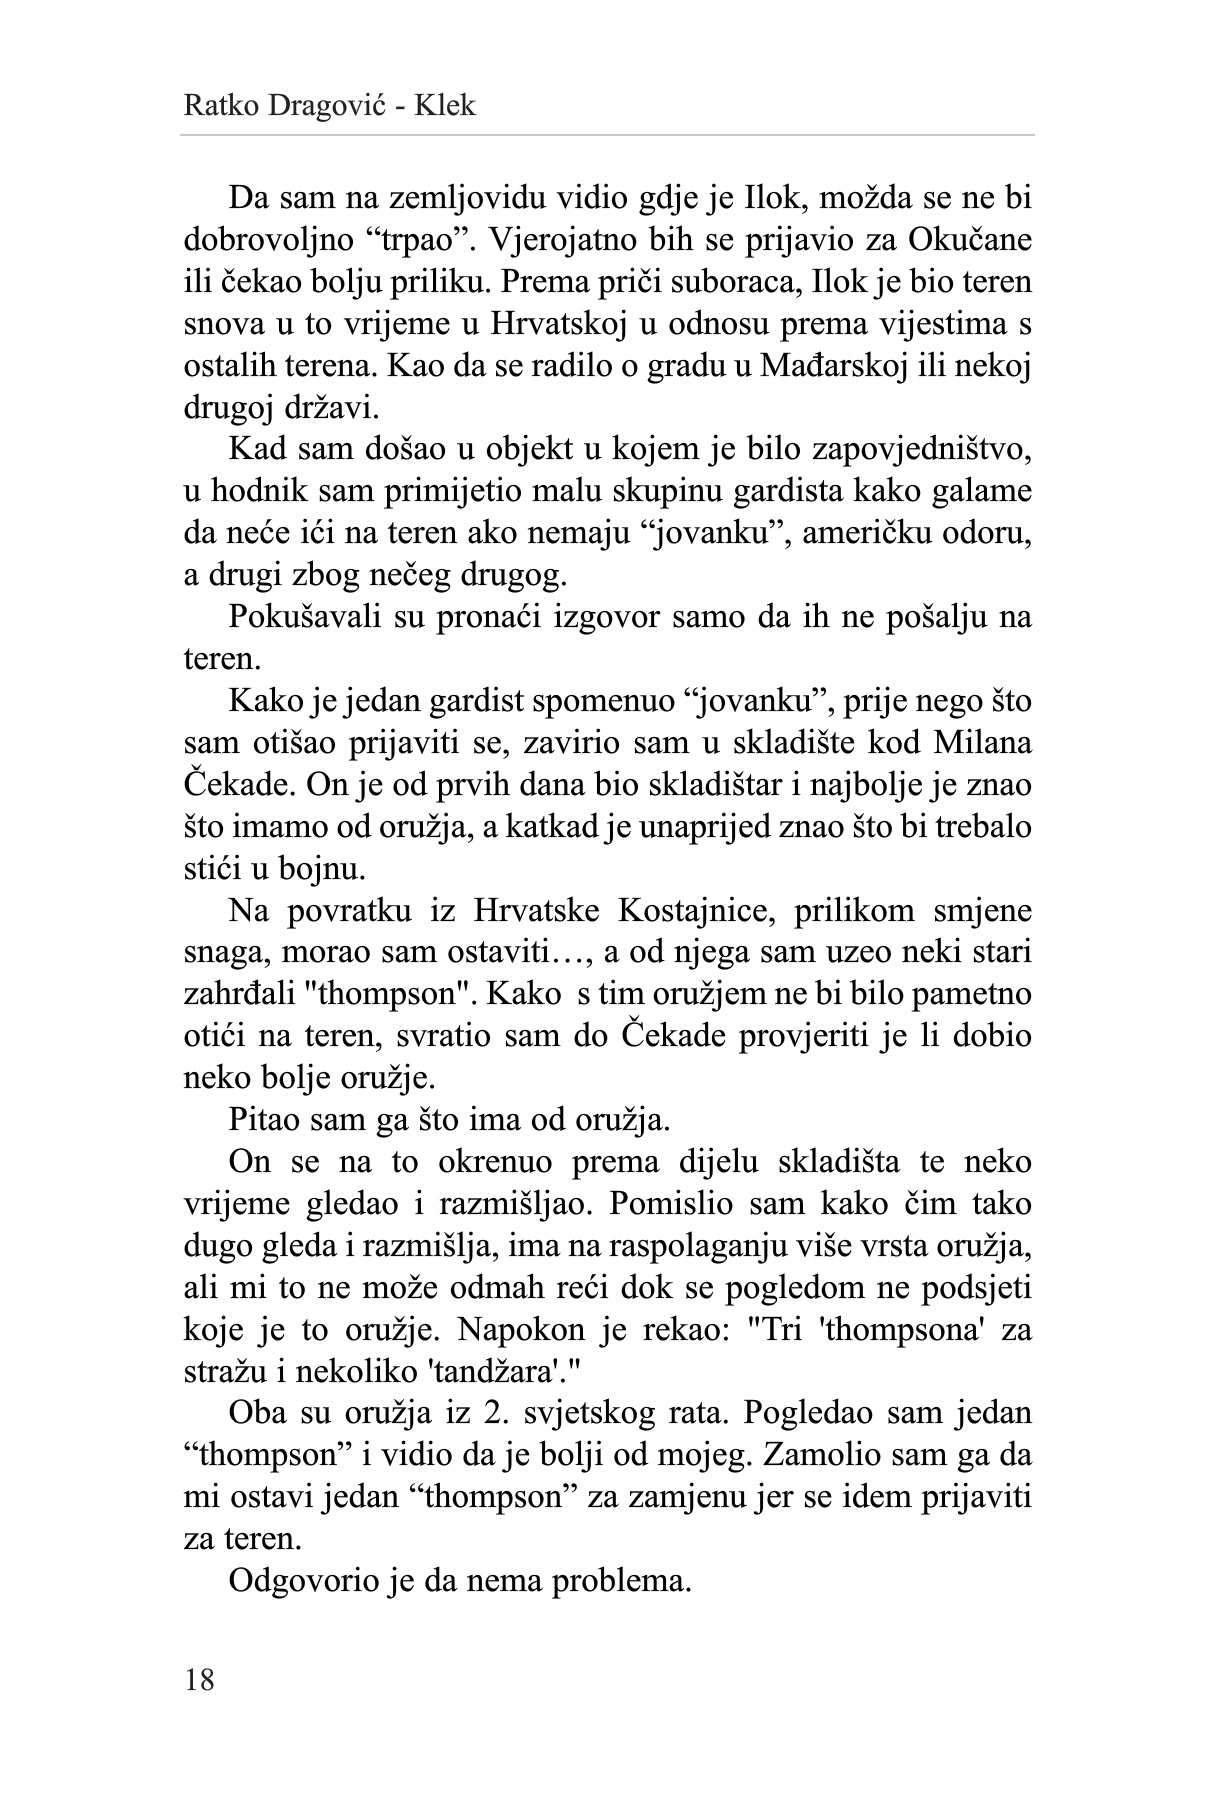 Ratko Dragović - Klek
Da sam na zemljovidu vidio gdje je Ilok, možda se ne bi
dobrovoljno “trpao”. Vjerojatno bih se prijavio za Okučane
ili čekao bolju priliku. Prema priči suboraca, Ilok je bio teren
snova u to vrijeme u Hrvatskoj u odnosu prema vijestima s
ostalih terena. Kao da se radilo o gradu u Mađarskoj ili nekoj
drugoj državi.
Kad sam došao u objekt u kojem je bilo zapovjedništvo,
u hodnik sam primijetio malu skupinu gardista kako galame
da neće ići na teren ako nemaju “jovanku”, američku odoru,
a drugi zbog nečeg drugog.
Pokušavali su pronaći izgovor samo da ih ne pošalju na
teren.
Kako je jedan gardist spomenuo “jovanku”, prije nego što
sam otišao prijaviti se, zavirio sam u skladište kod Milana
Čekade. On je od prvih dana bio skladištar i najbolje je znao
što imamo od oružja, a katkad je unaprijed znao što bi trebalo
stići u bojnu.
Na povratku iz Hrvatske Kostajnice, prilikom smjene
snaga, morao sam ostaviti…, a od njega sam uzeo neki stari
zahrđali "thompson". Kako  s tim oružjem ne bi bilo pametno
otići na teren, svratio sam do Čekade provjeriti je li dobio
neko bolje oružje.
Pitao sam ga što ima od oružja.
On se na to okrenuo prema dijelu skladišta te neko
vrijeme gledao i razmišljao. Pomislio sam kako čim tako
dugo gleda i razmišlja, ima na raspolaganju više vrsta oružja,
ali mi to ne može odmah reći dok se pogledom ne podsjeti
koje je to oružje. Napokon je rekao: "Tri 'thompsona' za
stražu i nekoliko 'tandžara'."
Oba su oružja iz 2. svjetskog rata. Pogledao sam jedan
“thompson” i vidio da je bolji od mojeg. Zamolio sam ga da
mi ostavi jedan “thompson” za zamjenu jer se idem prijaviti
za teren.
Odgovorio je da nema problema.
18